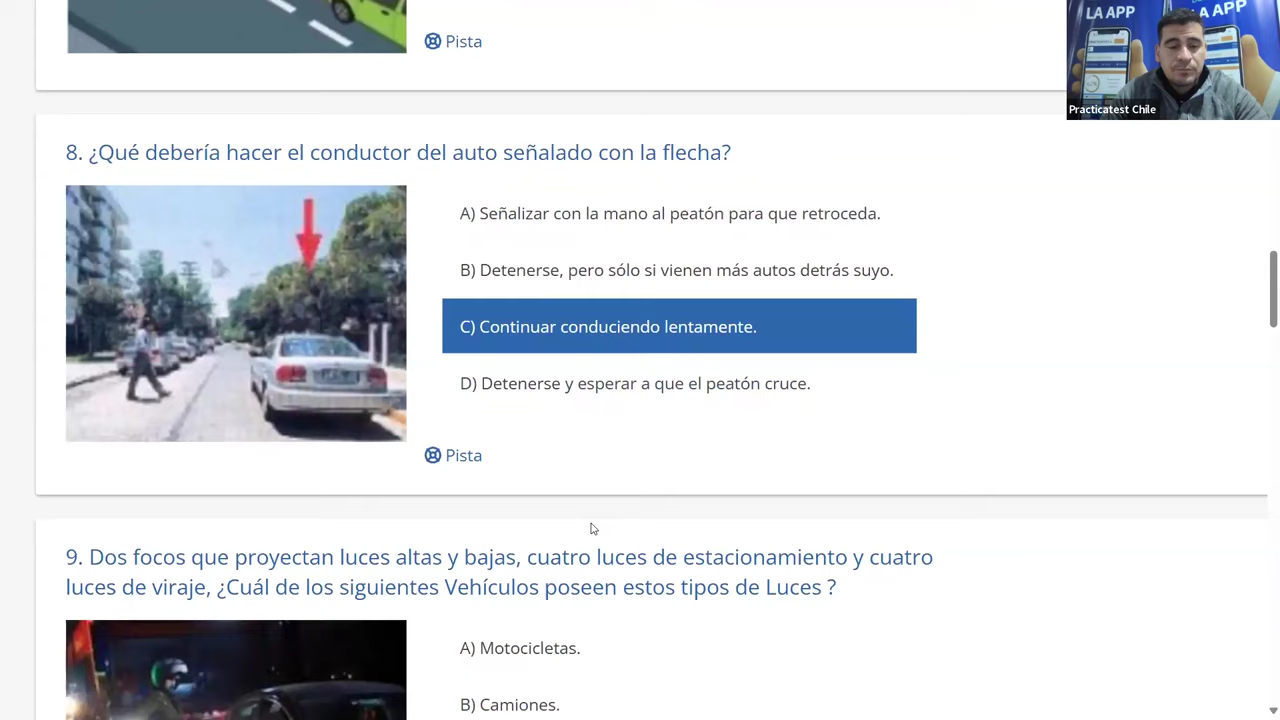 Pista
LA APP
LA APP
Practicatest Chile
8. ¿Qué debería hacer el conductor del auto señalado con la flecha?
A) Señalizar con la mano al peatón para que retroceda.
B) Detenerse, pero sólo si vienen más autos detrás suyo.
C) Continuar conduciendo lentamente.
D) Detenerse y esperar a que el peatón cruce.
Pista
9. Dos focos que proyectan luces altas y bajas, cuatro luces de estacionamiento y cuatro
luces de viraje, ¿Cuál de los siguientes Vehículos poseen estos tipos de Luces ?
A) Motocicletas.
B) Camiones.